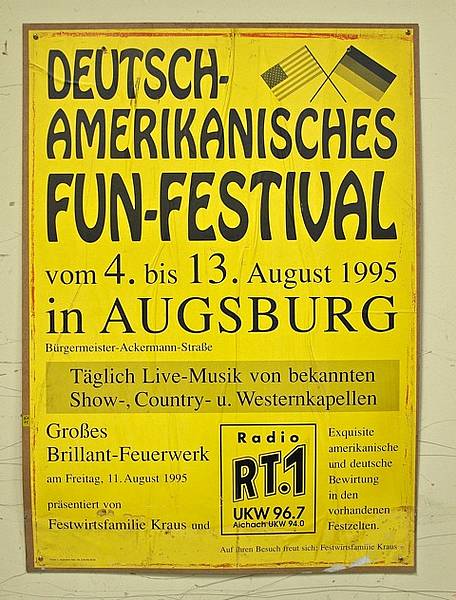 DEUTSCH-
AMERIKANISCHES
FUN-FESTIVAL
vom 4. bis 13. August 1995
in AUGSBURG
Bürgermeister-Ackermann-Straße
Täglich Live-Musik von bekannten
Show-, Country- u. Westernkapellen
Großes
Brillant-Feuerwerk
am Freitag, 11. August 1995
präsentiert von
Festwirtsfamilie Kraus und
Radio
RT.1
UKW 96.7
Aichach UKW 94.0
Exquisite
amerikanische
und deutsche
Bewirtung
in den
vorhandenen
Festzelten.
Auf ihren Besuch freut sich: Festwirtsfamilie Kraus